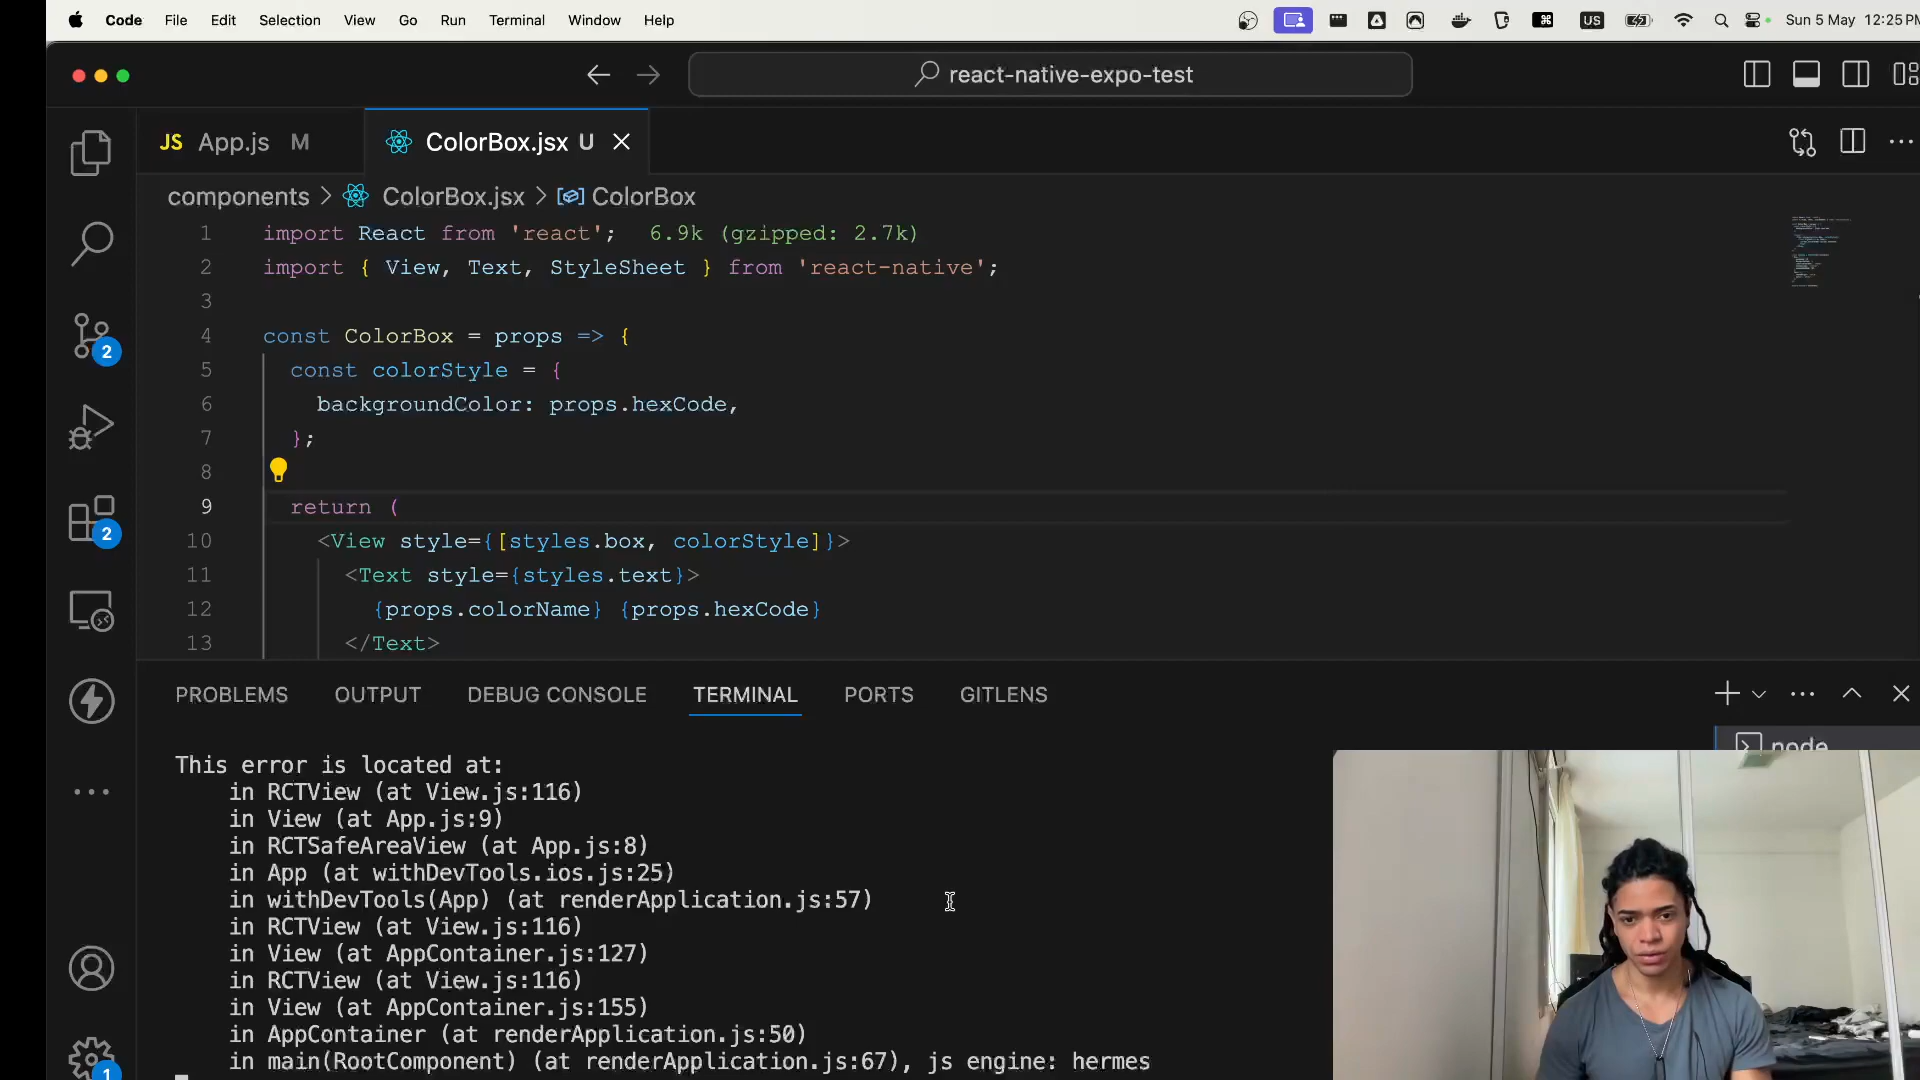 Code File Edit Selection View Go Run Terminal Window Help US Sun 5 May 12:25 PM
react-native-expo-test
JS App.js M ColorBox.jsx U
components > ColorBox.jsx > ColorBox
1 import React from 'react'; 6.9k (gzipped: 2.7k)
2 import { View, Text, StyleSheet } from 'react-native';
3
4 const ColorBox = props => {
5 const colorStyle = {
6 backgroundColor: props.hexCode,
7 };
8
9 return (
10 <View style={[styles.box, colorStyle]}>
11 <Text style={styles.text}>
12 {props.colorName} {props.hexCode}
13 </Text>
2
2
1
PROBLEMS OUTPUT DEBUG CONSOLE TERMINAL PORTS GITLENS
node
This error is located at:
in RCTView (at View.js:116)
in View (at App.js:9)
in RCTSafeAreaView (at App.js:8)
in App (at withDevTools.ios.js:25)
in withDevTools(App) (at renderApplication.js:57)
in RCTView (at View.js:116)
in View (at AppContainer.js:127)
in RCTView (at View.js:116)
in View (at AppContainer.js:155)
in AppContainer (at renderApplication.js:50)
in main(RootComponent) (at renderApplication.js:67), js engine: hermes